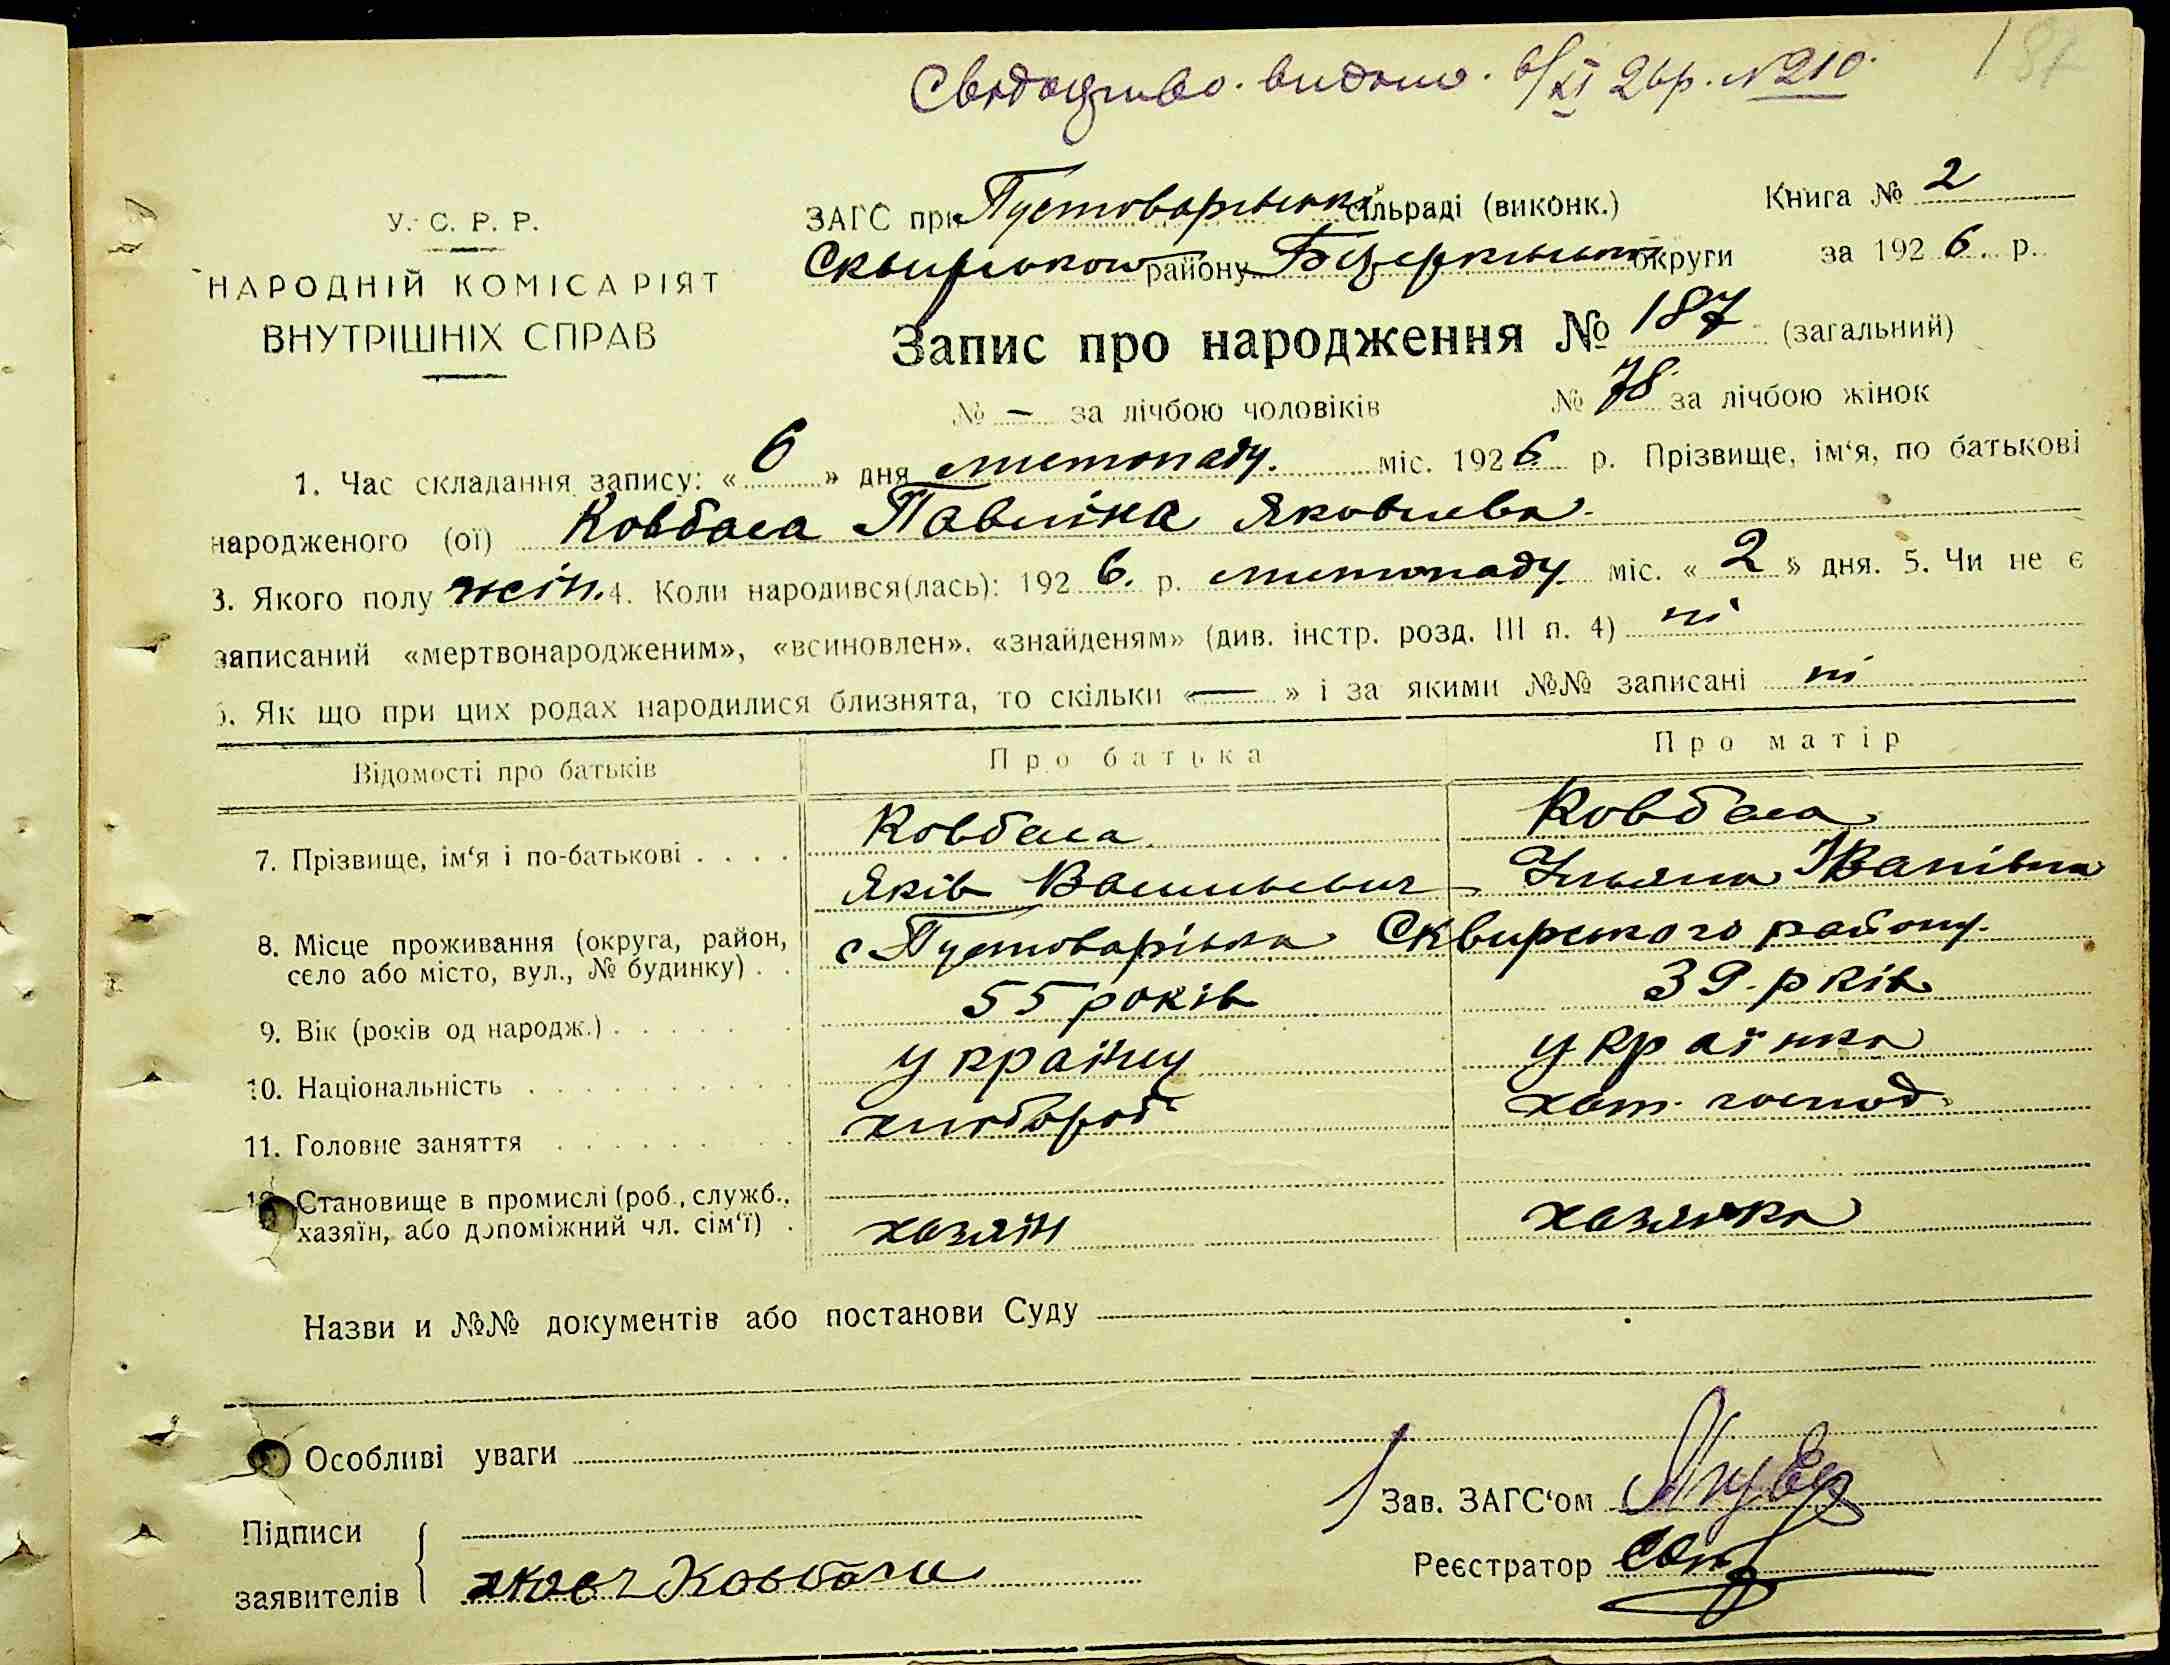 Свідоцтво видано 6/XI 26 р. №210.
187
У. С. Р. Р.
НАРОДНІЙ КОМІСАРІЯТ
ВНУТРІШНІХ СПРАВ
ЗАГС при Пустоварській сільраді (виконк.) Книга № 2
Сквирського району Б Церківської округи за 1926. р.
Запис про народження № 187 (загальний)
№ — за лічбою чоловіків № 78 за лічбою жінок
1. Час складання запису: « 6 » дня листопаду. міс. 1926. р. Прізвище, ім'я, по батькові
народженого (ої) Ковбаса Павліна Яковлева
3. Якого полу жін. 4. Коли народився(лась): 1926. р. листопаду міс. « 2 » дня. 5. Чи не є
записаний «мертвонародженим», «всиновлен», «знайденям» (див. інстр. розд. III п. 4) ні
6. Як що при цих родах народилися близнята, то скільки « — » і за якими №№ записані ні
Відомості про батьків Про батька Про матір
7. Прізвище, ім'я і по-батькові . . . . Ковбаса Ковбаса
Яків Васильевич Ульяна Іванівна
8. Місце проживання (округа, район, с Пустоварівка Сквирського району.
село або місто, вул., № будинку) . .
9. Вік (років од народж.) . . . . . 55 років 39. рків
10. Національність . . . . . . . українц українка
11. Головне заняття . . . . . . . хлібороб хат. господ.
12. Становище в промислі (роб., служб.,
хазяїн, або допоміжний чл. сім'ї) . хазяїн хазяйка
Назви и №№ документів або постанови Суду
Особливі уваги
Зав. ЗАГС'ом
Підписи
Реєстратор
заявителів Ковбаса